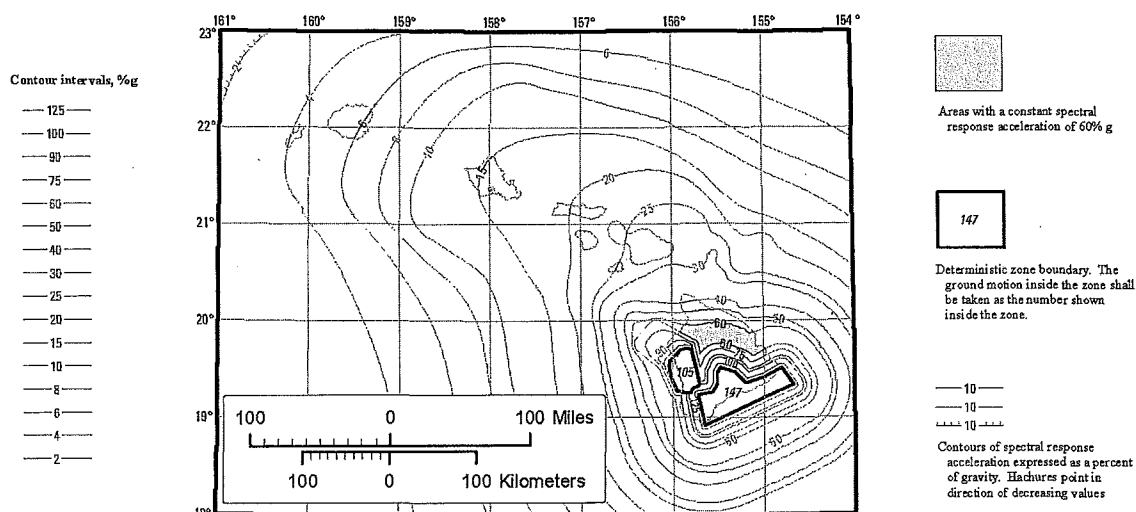 161° 160° 159° 158° 157° 156° 155° 154°
23°
22°
21°
20°
19°
Contour intervals, %g
125
100
90
75
60
50
40
30
25
20
15
10
8
6
4
2
2
6
10
15
20
25
30
60
105
147
50
100 0 100 Miles
100 0 100 Kilometers
Areas with a constant spectral
response acceleration of 60% g
147
Deterministic zone boundary. The
ground motion inside the zone shall
be taken as the number shown
inside the zone.
10
10
10
Contours of spectral response
acceleration expressed as a percent
of gravity. Hachures point in
direction of decreasing values